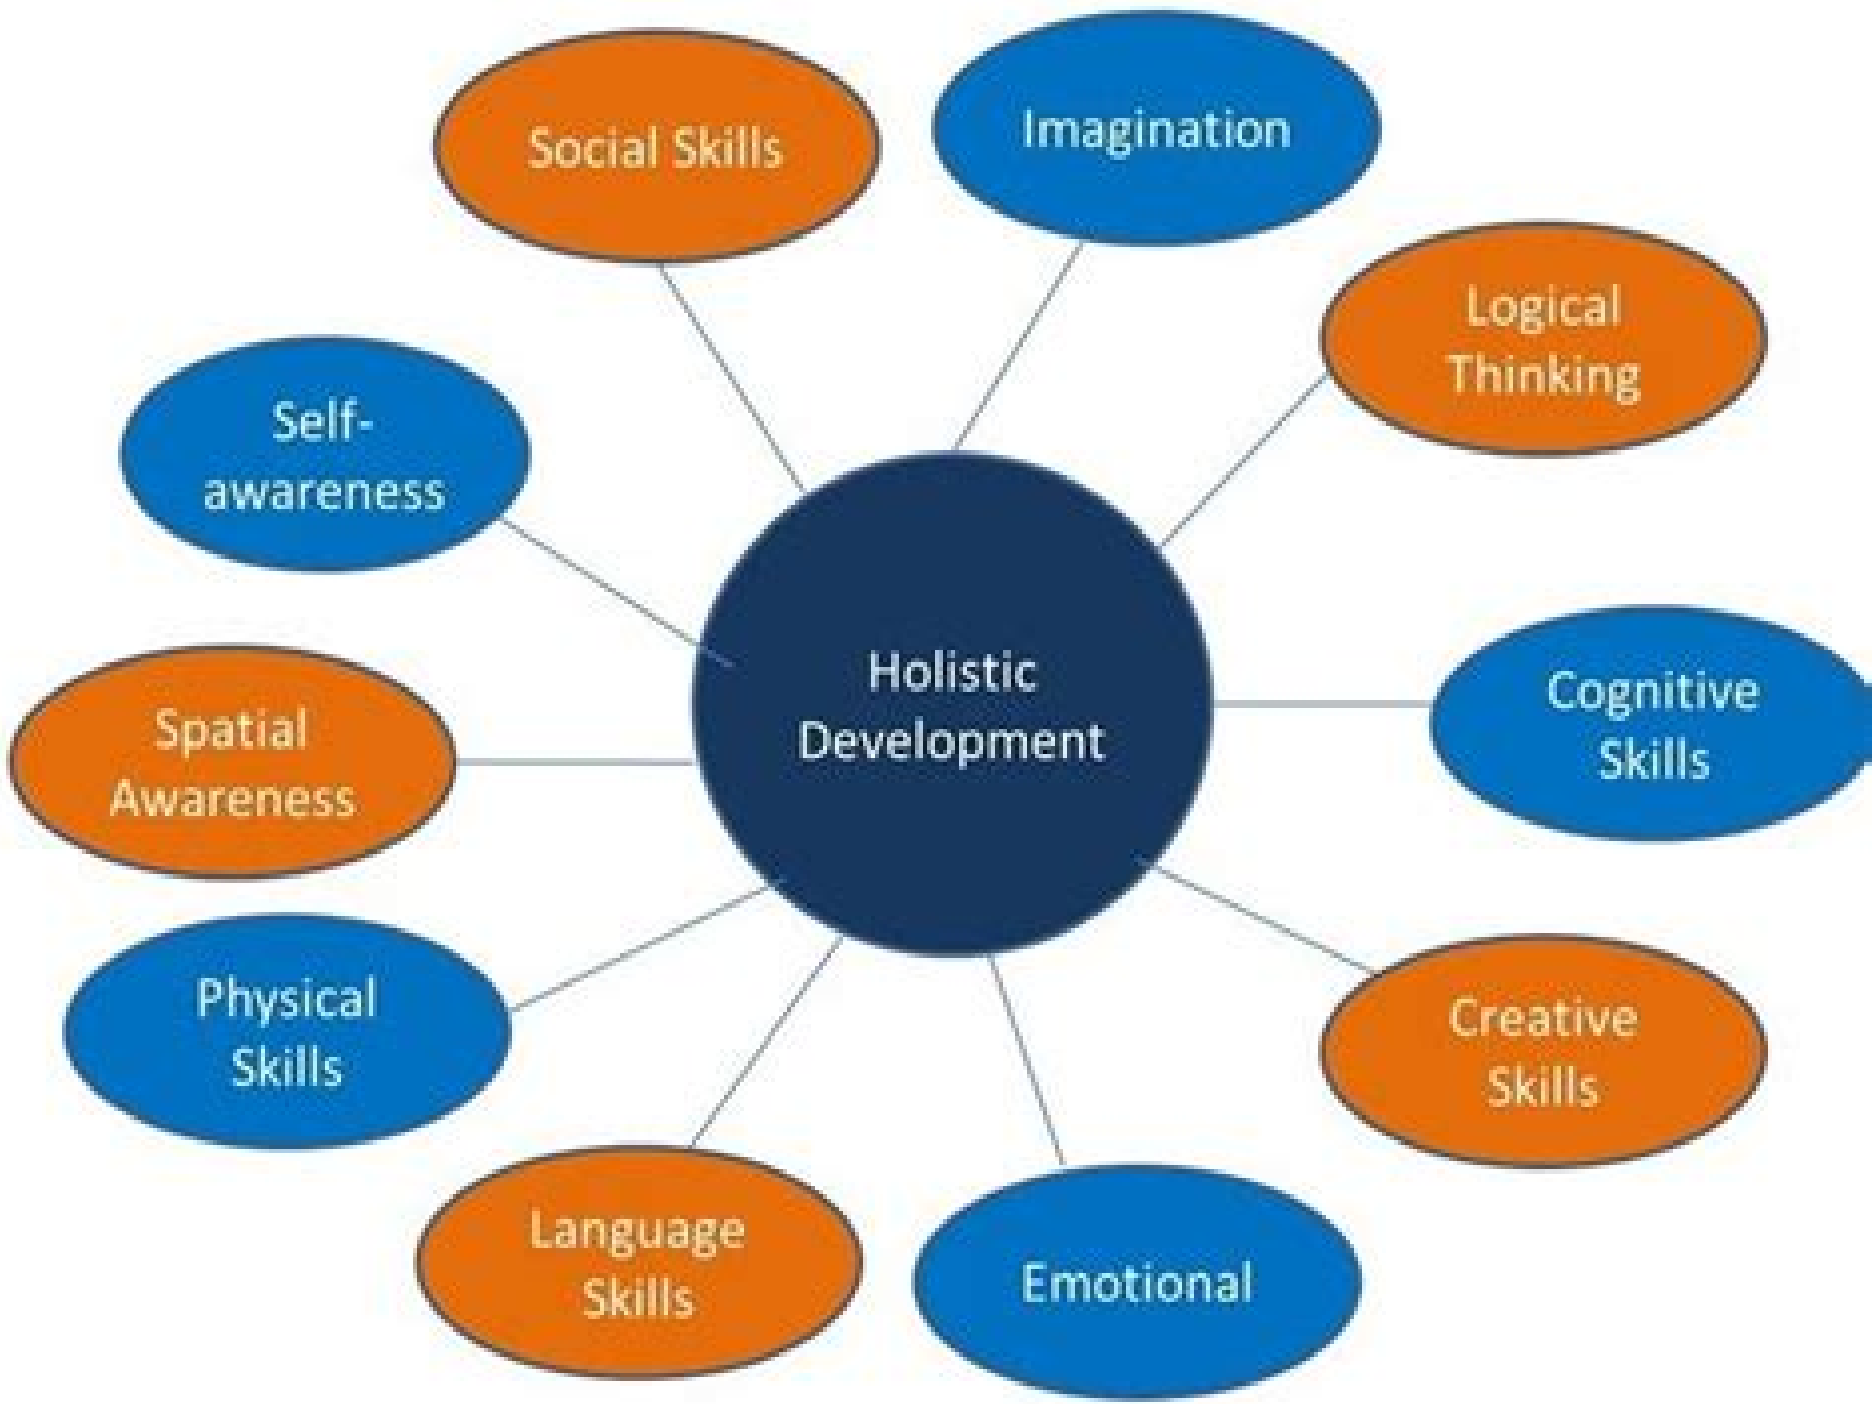 Social Skills
Imagination
Logical
Thinking
Self-
awareness
Holistic
Development
Cognitive
Skills
Spatial
Awareness
Physical
Skills
Creative
Skills
Language
Skills
Emotional